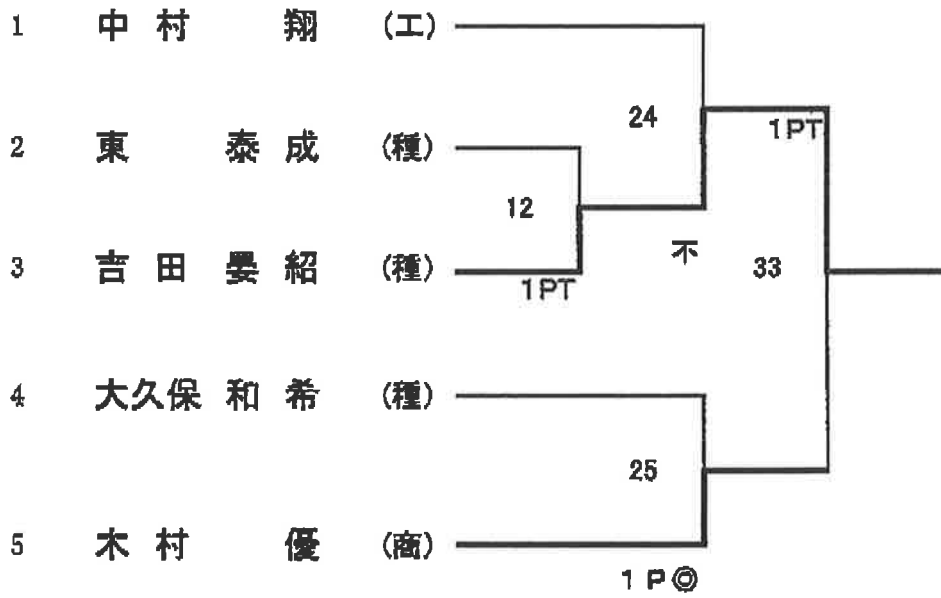 1 中村 翔 (工)
24
1PT
2 東 泰成 (種)
12
3 吉田晏紹 (種)
1PT
不
33
4 大久保和希 (種)
25
5 木村 優 (商)
1P◎